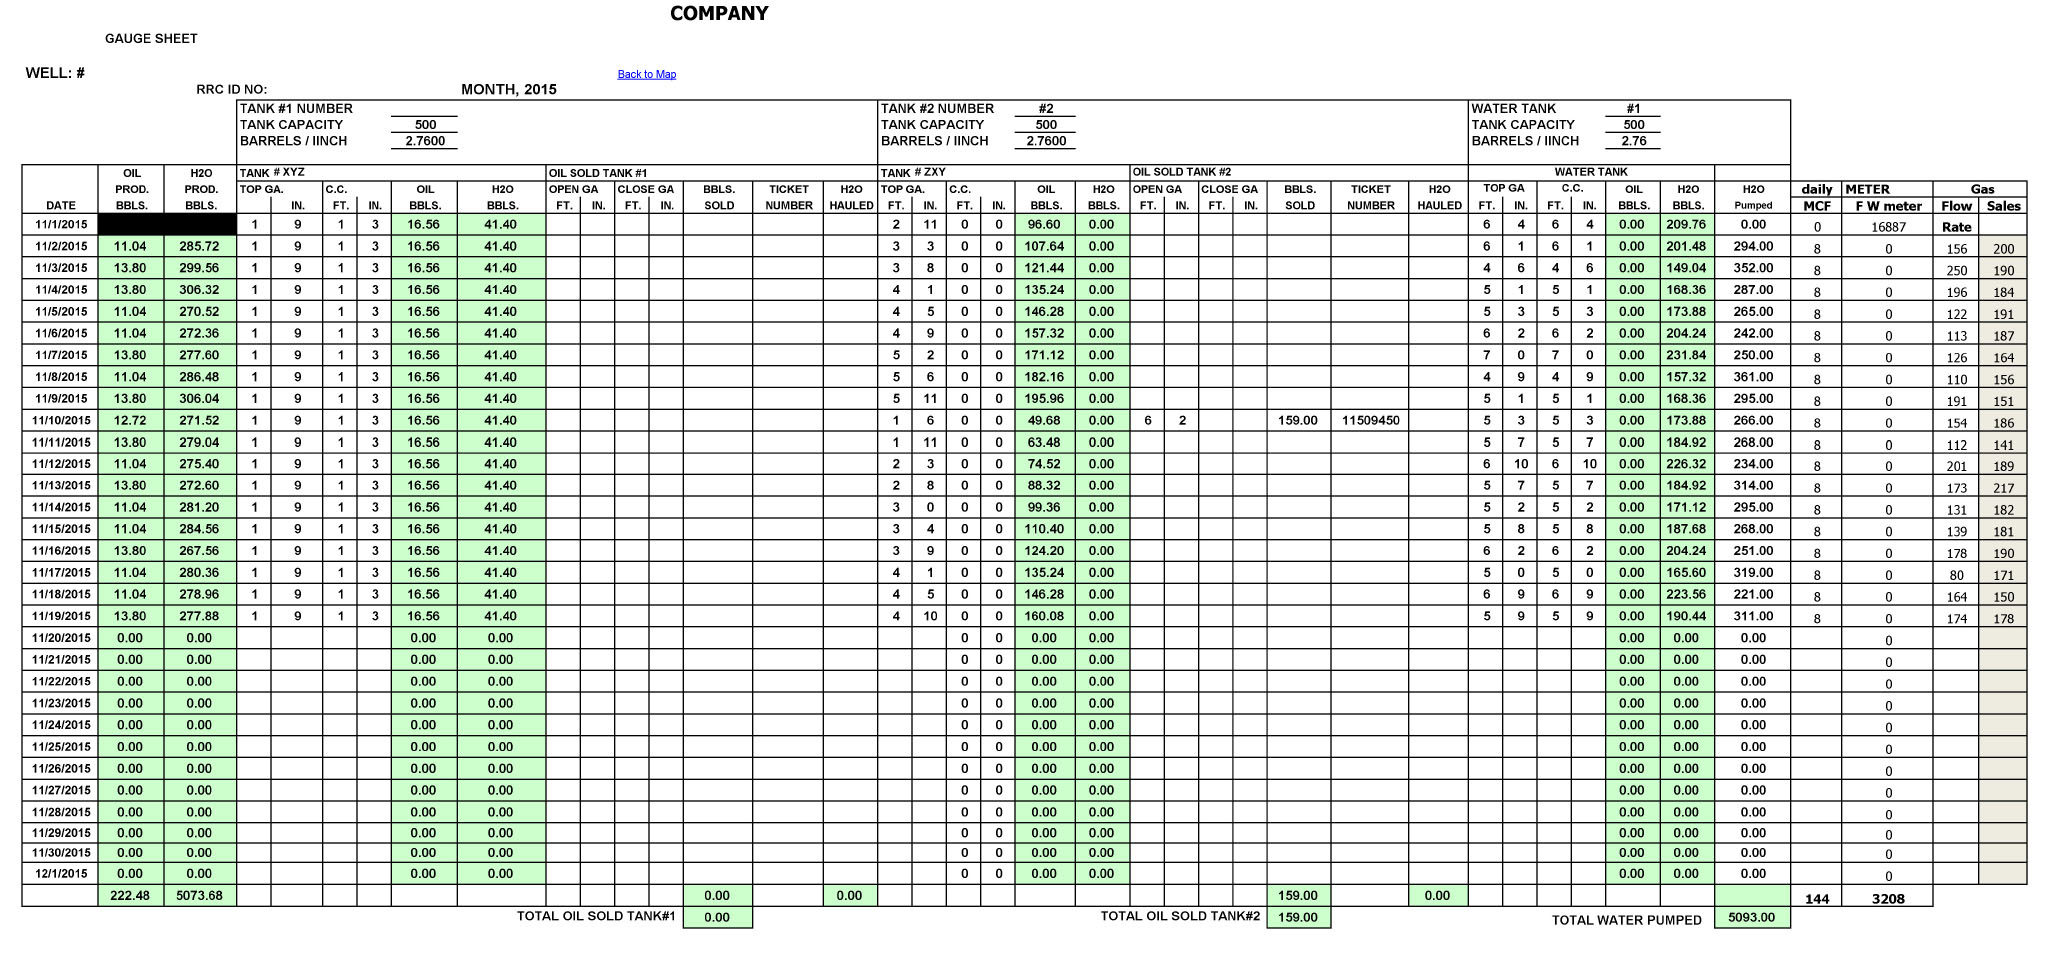 COMPANY
GAUGE SHEET
WELL: #
Back to Map
RRC ID NO: MONTH, 2015
TANK #1 NUMBER TANK #2 NUMBER #2 WATER TANK #1
TANK CAPACITY 500 TANK CAPACITY 500 TANK CAPACITY 500
BARRELS / IINCH 2.7600 BARRELS / IINCH 2.7600 BARRELS / IINCH 2.76
OIL H2O TANK # XYZ OIL SOLD TANK #1 TANK # ZXY OIL SOLD TANK #2 WATER TANK
PROD. PROD. TOP GA. C.C. OIL H2O OPEN GA CLOSE GA BBLS. TICKET H2O TOP GA. C.C. OIL H2O OPEN GA CLOSE GA BBLS. TICKET H2O TOP GA C.C. OIL H2O H2O daily METER Gas
DATE BBLS. BBLS. IN. FT. IN. BBLS. BBLS. FT. IN. FT. IN. SOLD NUMBER HAULED FT. IN. FT. IN. BBLS. BBLS. FT. IN. FT. IN. SOLD NUMBER HAULED FT. IN. FT. IN. BBLS. BBLS. Pumped MCF F W meter Flow Sales
11/1/2015 1 9 1 3 16.56 41.40 2 11 0 0 96.60 0.00 6 4 6 4 0.00 209.76 0.00 0 16887 Rate
11/2/2015 11.04 285.72 1 9 1 3 16.56 41.40 3 3 0 0 107.64 0.00 6 1 6 1 0.00 201.48 294.00 8 0 156 200
11/3/2015 13.80 299.56 1 9 1 3 16.56 41.40 3 8 0 0 121.44 0.00 4 6 4 6 0.00 149.04 352.00 8 0 250 190
11/4/2015 13.80 306.32 1 9 1 3 16.56 41.40 4 1 0 0 135.24 0.00 5 1 5 1 0.00 168.36 287.00 8 0 196 184
11/5/2015 11.04 270.52 1 9 1 3 16.56 41.40 4 5 0 0 146.28 0.00 5 3 5 3 0.00 173.88 265.00 8 0 122 191
11/6/2015 11.04 272.36 1 9 1 3 16.56 41.40 4 9 0 0 157.32 0.00 6 2 6 2 0.00 204.24 242.00 8 0 113 187
11/7/2015 13.80 277.60 1 9 1 3 16.56 41.40 5 2 0 0 171.12 0.00 7 0 7 0 0.00 231.84 250.00 8 0 126 164
11/8/2015 11.04 286.48 1 9 1 3 16.56 41.40 5 6 0 0 182.16 0.00 4 9 4 9 0.00 157.32 361.00 8 0 110 156
11/9/2015 13.80 306.04 1 9 1 3 16.56 41.40 5 11 0 0 195.96 0.00 5 1 5 1 0.00 168.36 295.00 8 0 191 151
11/10/2015 12.72 271.52 1 9 1 3 16.56 41.40 1 6 0 0 49.68 0.00 6 2 159.00 11509450 5 3 5 3 0.00 173.88 266.00 8 0 154 186
11/11/2015 13.80 279.04 1 9 1 3 16.56 41.40 1 11 0 0 63.48 0.00 5 7 5 7 0.00 184.92 268.00 8 0 112 141
11/12/2015 11.04 275.40 1 9 1 3 16.56 41.40 2 3 0 0 74.52 0.00 6 10 6 10 0.00 226.32 234.00 8 0 201 189
11/13/2015 13.80 272.60 1 9 1 3 16.56 41.40 2 8 0 0 88.32 0.00 5 7 5 7 0.00 184.92 314.00 8 0 173 217
11/14/2015 11.04 281.20 1 9 1 3 16.56 41.40 3 0 0 0 99.36 0.00 5 2 5 2 0.00 171.12 295.00 8 0 131 182
11/15/2015 11.04 284.56 1 9 1 3 16.56 41.40 3 4 0 0 110.40 0.00 5 8 5 8 0.00 187.68 268.00 8 0 139 181
11/16/2015 13.80 267.56 1 9 1 3 16.56 41.40 3 9 0 0 124.20 0.00 6 2 6 2 0.00 204.24 251.00 8 0 178 190
11/17/2015 11.04 280.36 1 9 1 3 16.56 41.40 4 1 0 0 135.24 0.00 5 0 5 0 0.00 165.60 319.00 8 0 80 171
11/18/2015 11.04 278.96 1 9 1 3 16.56 41.40 4 5 0 0 146.28 0.00 6 9 6 9 0.00 223.56 221.00 8 0 164 150
11/19/2015 13.80 277.88 1 9 1 3 16.56 41.40 4 10 0 0 160.08 0.00 5 9 5 9 0.00 190.44 311.00 8 0 174 178
11/20/2015 0.00 0.00 0.00 0.00 0 0 0.00 0.00 0.00 0.00 0.00 0
11/21/2015 0.00 0.00 0.00 0.00 0 0 0.00 0.00 0.00 0.00 0.00 0
11/22/2015 0.00 0.00 0.00 0.00 0 0 0.00 0.00 0.00 0.00 0.00 0
11/23/2015 0.00 0.00 0.00 0.00 0 0 0.00 0.00 0.00 0.00 0.00 0
11/24/2015 0.00 0.00 0.00 0.00 0 0 0.00 0.00 0.00 0.00 0.00 0
11/25/2015 0.00 0.00 0.00 0.00 0 0 0.00 0.00 0.00 0.00 0.00 0
11/26/2015 0.00 0.00 0.00 0.00 0 0 0.00 0.00 0.00 0.00 0.00 0
11/27/2015 0.00 0.00 0.00 0.00 0 0 0.00 0.00 0.00 0.00 0.00 0
11/28/2015 0.00 0.00 0.00 0.00 0 0 0.00 0.00 0.00 0.00 0.00 0
11/29/2015 0.00 0.00 0.00 0.00 0 0 0.00 0.00 0.00 0.00 0.00 0
11/30/2015 0.00 0.00 0.00 0.00 0 0 0.00 0.00 0.00 0.00 0.00 0
12/1/2015 0.00 0.00 0.00 0.00 0 0 0.00 0.00 0.00 0.00 0.00 0
222.48 5073.68 0.00 0.00 159.00 0.00 144 3208
TOTAL OIL SOLD TANK#1 0.00 TOTAL OIL SOLD TANK#2 159.00 TOTAL WATER PUMPED 5093.00